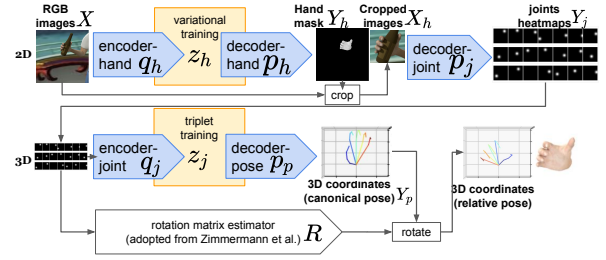 RGB images X
variational training
Hand mask Y_h
Cropped images X_h
joints heatmaps Y_j
2D
encoder-hand q_h
z_h
decoder-hand p_h
decoder-joint p_j
crop
3D
encoder-joint q_j
triplet training
z_j
decoder-pose p_p
3D coordinates (canonical pose) Y_p
3D coordinates (relative pose)
rotation matrix estimator
(adopted from Zimmermann et al.) R
rotate